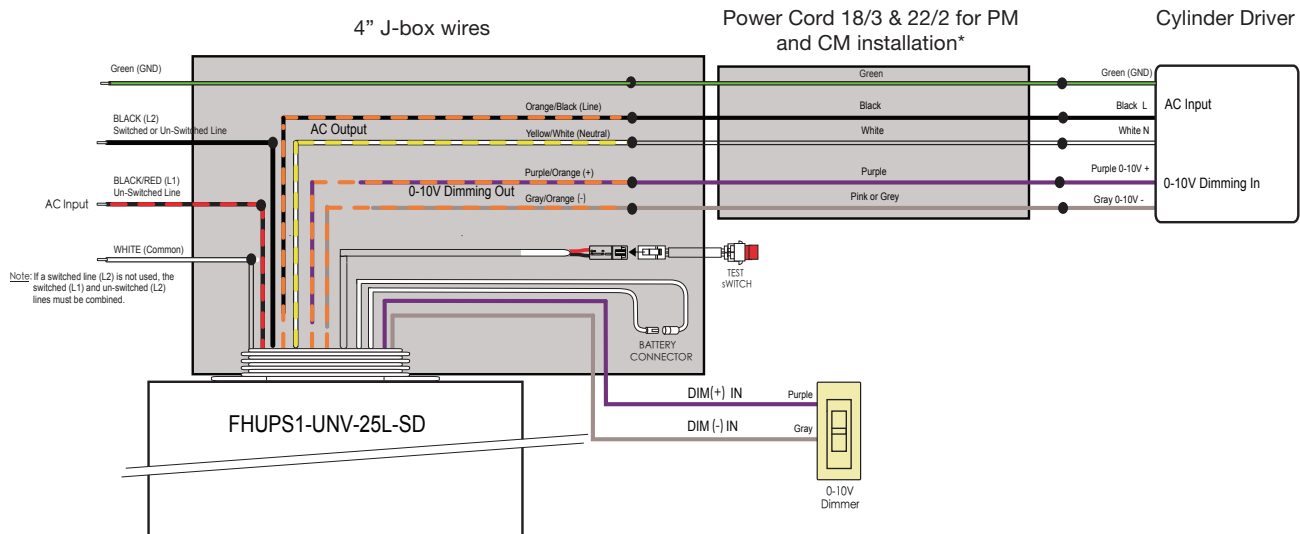 4” J-box wires
Power Cord 18/3 & 22/2 for PM
and CM installation*
Cylinder Driver
Green (GND)
Green
Green (GND)
Orange/Black (Line)
Black
Black L
AC Input
BLACK (L2)
Switched or Un-Switched Line
AC Output
Yellow/White (Neutral)
White
White N
BLACK/RED (L1)
Un-Switched Line
Purple/Orange (+)
Purple
Purple 0-10V +
0-10V Dimming Out
0-10V Dimming In
AC Input
Gray/Orange (-)
Pink or Grey
Gray 0-10V -
WHITE (Common)
Note: If a switched line (L2) is not used, the
switched (L1) and un-switched (L2)
lines must be combined.
TEST
sWITCH
BATTERY
CONNECTOR
DIM(+) IN
Purple
DIM (-) IN
Gray
FHUPS1-UNV-25L-SD
0-10V
Dimmer